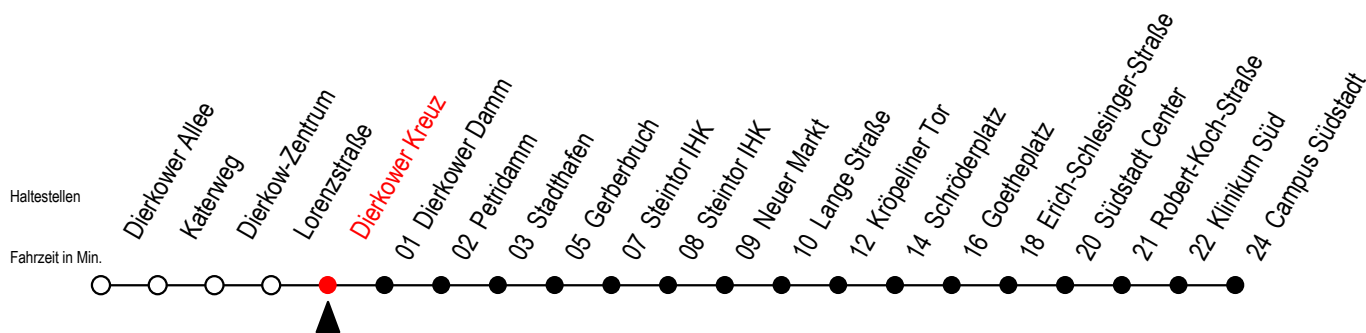 Haltestellen
Fahrzeit in Min.
Dierkower Allee
Katerweg
Dierkow-Zentrum
Lorenzstraße
Dierkower Kreuz
01 Dierkower Damm
02 Petridamm
03 Stadthafen
05 Gerberbruch
07 Steintor IHK
08 Steintor IHK
09 Neuer Markt
10 Lange Straße
12 Kröpeliner Tor
14 Schröderplatz
16 Goetheplatz
18 Erich-Schlesinger-Straße
20 Südstadt Center
21 Robert-Koch-Straße
22 Klinikum Süd
24 Campus Südstadt